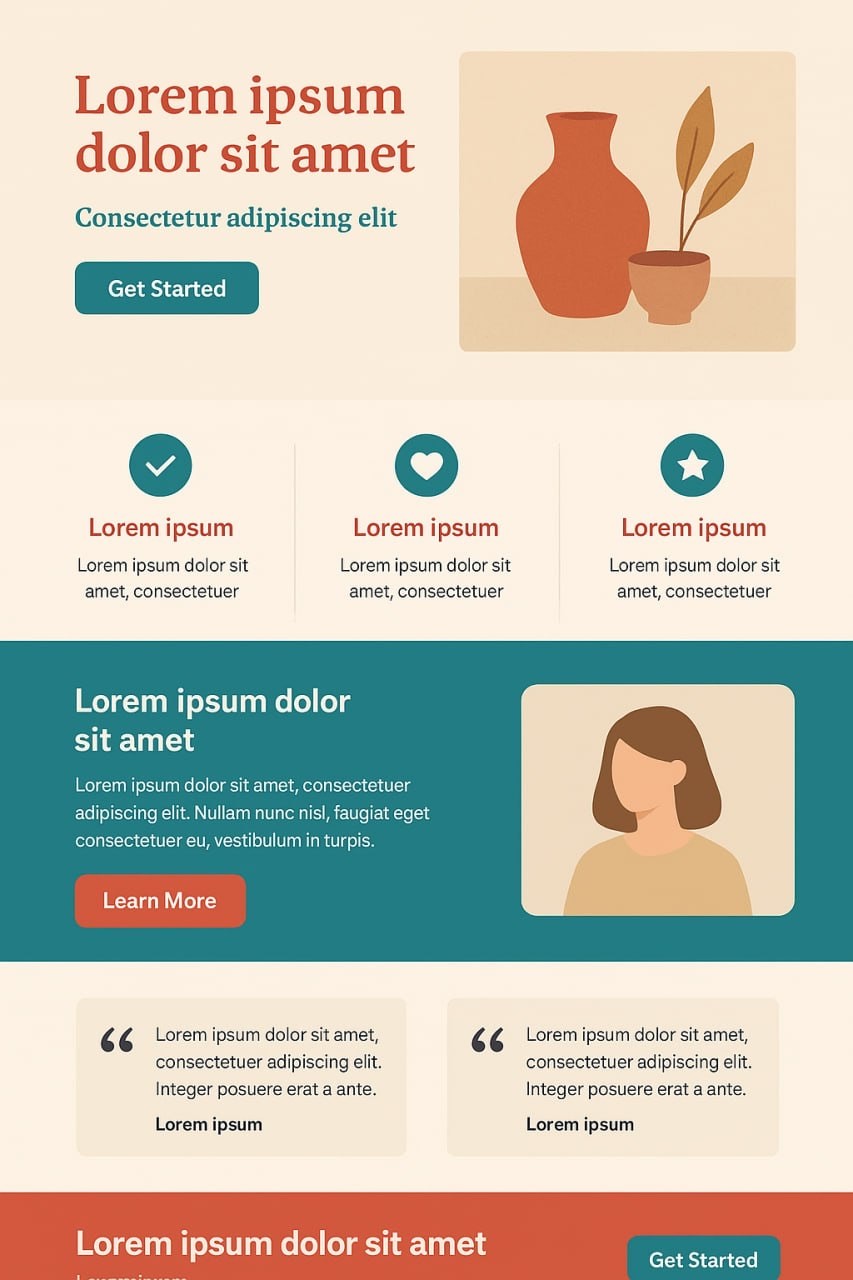 Lorem ipsum
dolor sit amet
Consectetur adipiscing elit
Get Started
Lorem ipsum
Lorem ipsum dolor sit
amet, consectetuer
Lorem ipsum
Lorem ipsum dolor sit
amet, consectetuer
Lorem ipsum
Lorem ipsum dolor sit
amet, consectetuer
Lorem ipsum dolor
sit amet
Lorem ipsum dolor sit amet, consectetuer
adipiscing elit. Nullam nunc nisl, faugiat eget
consectetuer eu, vestibulum in turpis.
Learn More
Lorem ipsum dolor sit amet,
consectetuer adipiscing elit.
Integer posuere erat a ante.
Lorem ipsum
Lorem ipsum dolor sit amet,
consectetuer adipiscing elit.
Integer posuere erat a ante.
Lorem ipsum
Lorem ipsum dolor sit amet
Get Started